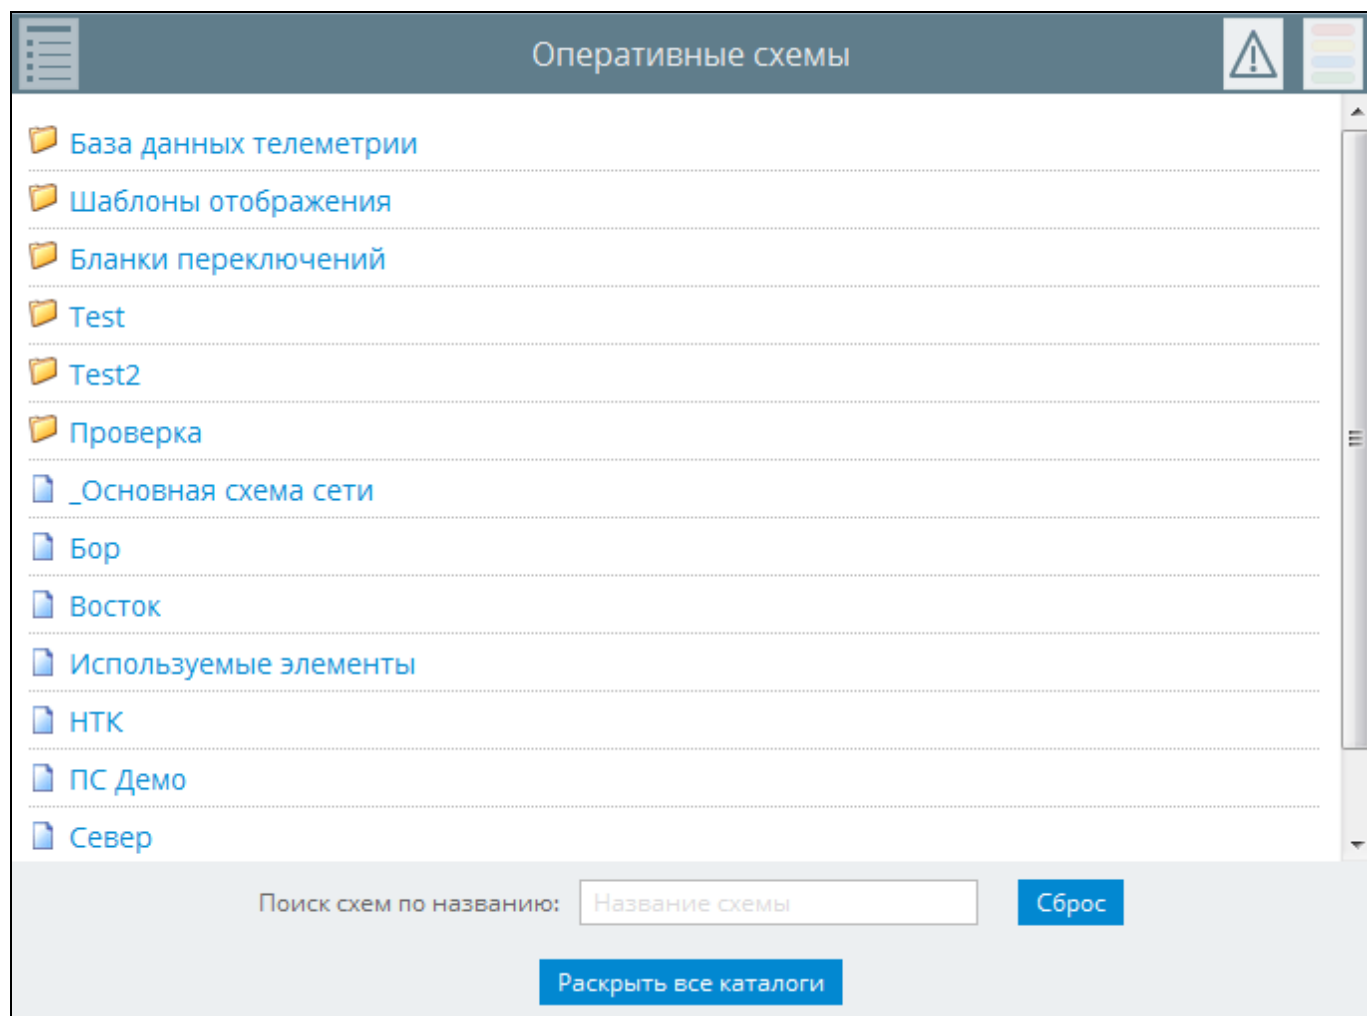 Оперативные схемы
База данных телеметрии
Шаблоны отображения
Бланки переключений
Test
Test2
Проверка
_Основная схема сети
Бор
Восток
Используемые элементы
НТК
ПС Демо
Север
Поиск схем по названию: Название схемы Сброс
Раскрыть все каталоги